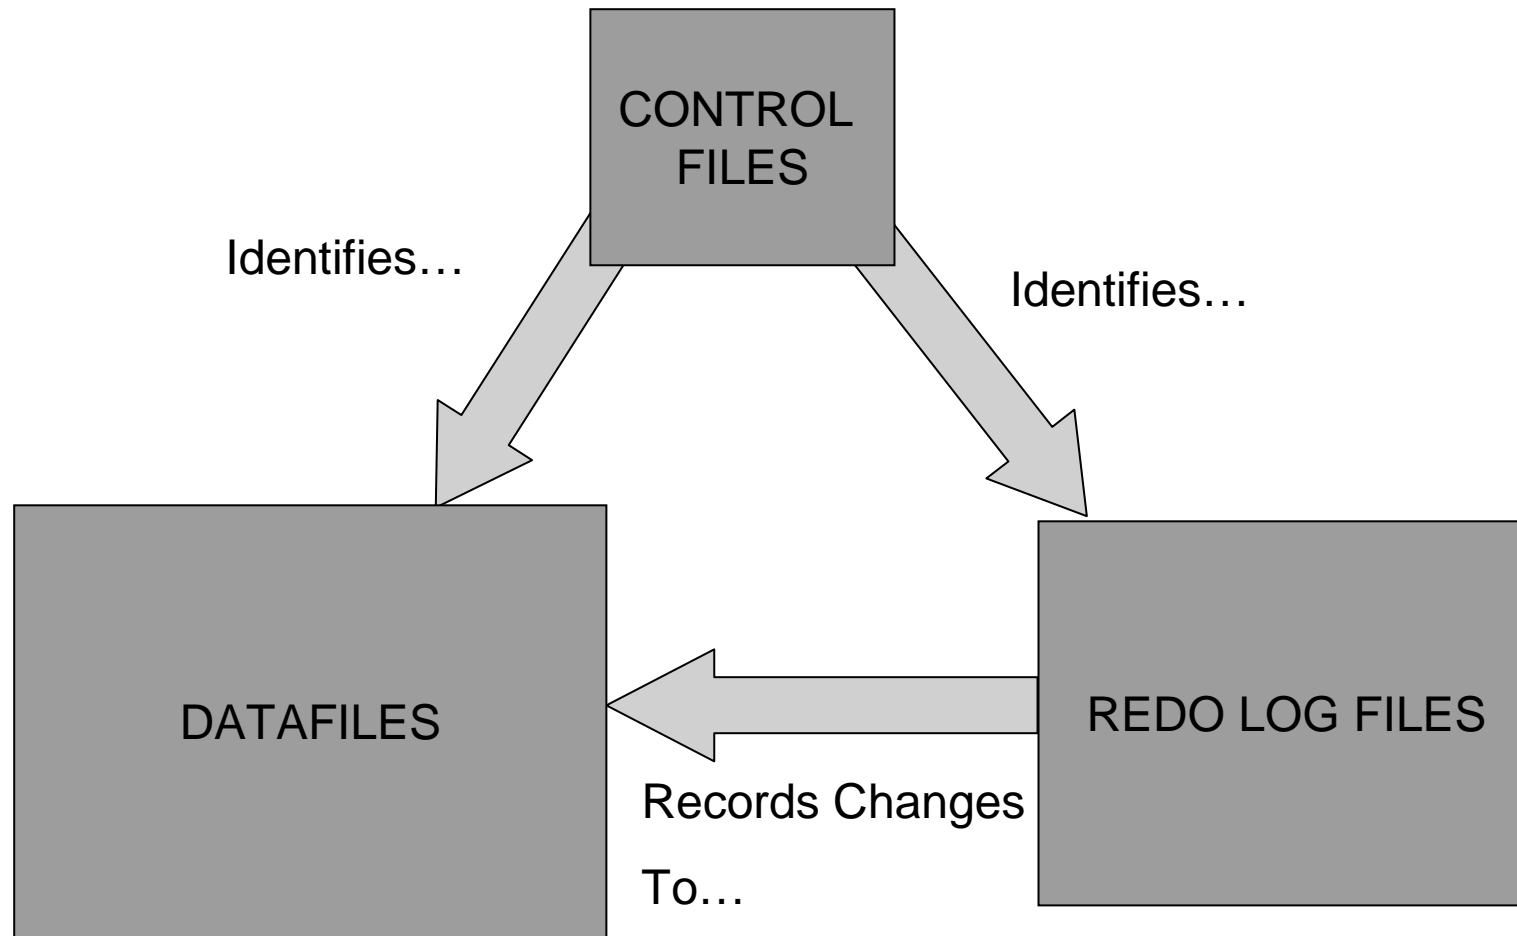 CONTROL
FILES
Identifies…
Identifies…
DATAFILES
REDO LOG FILES
Records Changes
To…